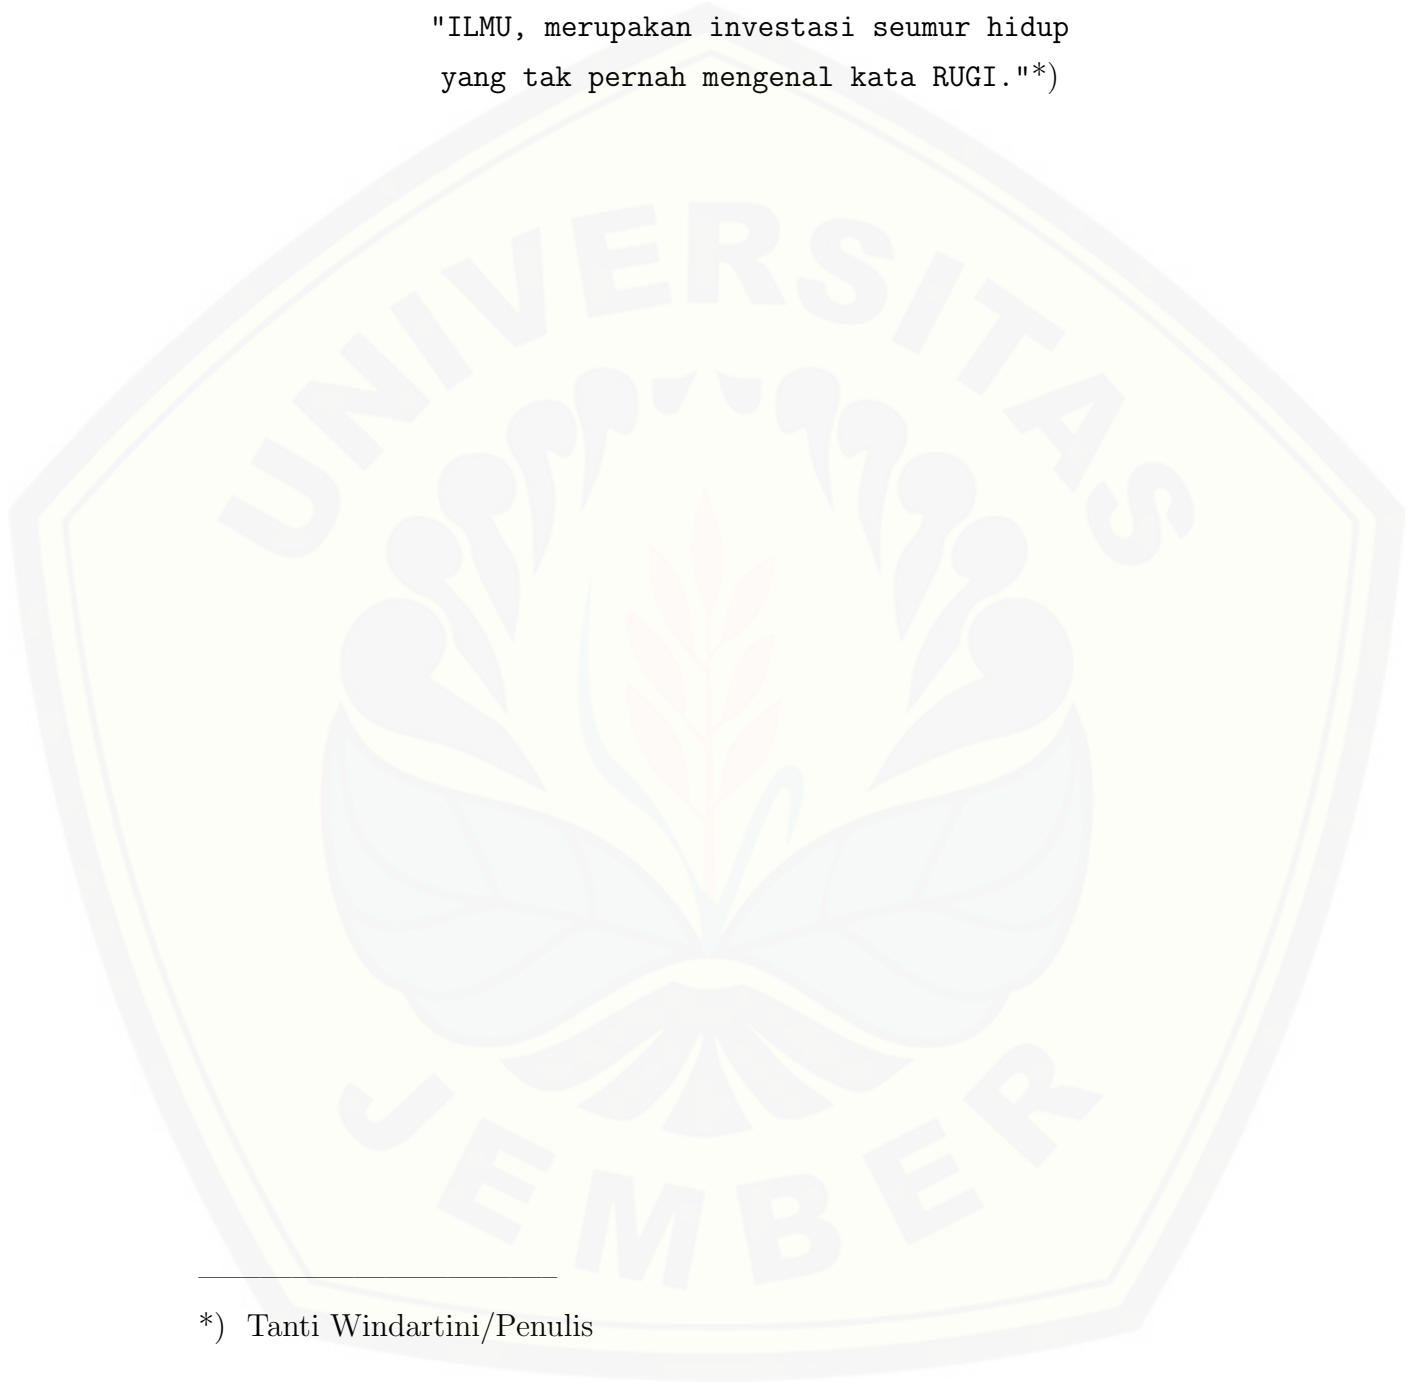 "ILMU, merupakan investasi seumur hidup
yang tak pernah mengenal kata RUGI."*)
UNIVERSITAS
JEMBER
*) Tanti Windartini/Penulis